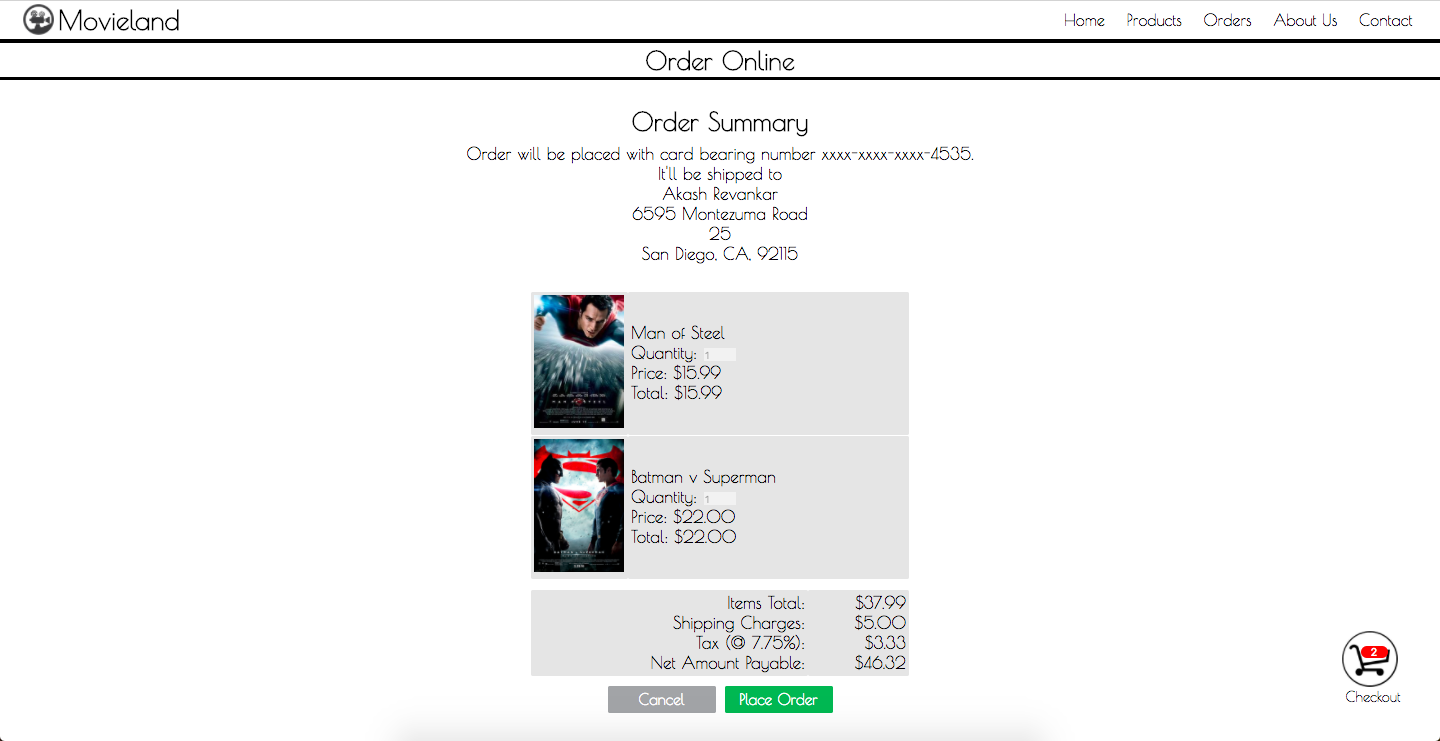 Movieland
Home Products Orders About Us Contact
Order Online
Order Summary
Order will be placed with card bearing number xxxx-xxxx-xxxx-4535.
It'll be shipped to
Akash Revankar
6595 Montezuma Road
25
San Diego, CA, 92115
MAN OF STEEL
Man of Steel
Quantity: 1
Price: $15.99
Total: $15.99
Batman v Superman
Quantity: 1
Price: $22.00
Total: $22.00
Items Total: $37.99
Shipping Charges: $5.00
Tax (@ 7.75%): $3.33
Net Amount Payable: $46.32
Cancel Place Order
2
Checkout